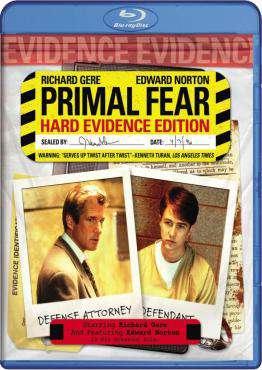 Blu-ray Disc
EVIDENCE EVIDENCE
RICHARD GERE EDWARD NORTON
PRIMAL FEAR
HARD EVIDENCE EDITION
SEALED BY: DATE:
WARNING: "SERVES UP TWIST AFTER TWIST" -KENNETH TURAN, LOS ANGELES TIMES
EVIDENCE
DEFENSE ATTORNEY DEFENDANT
Starring Richard Gere
And Featuring Edward Norton